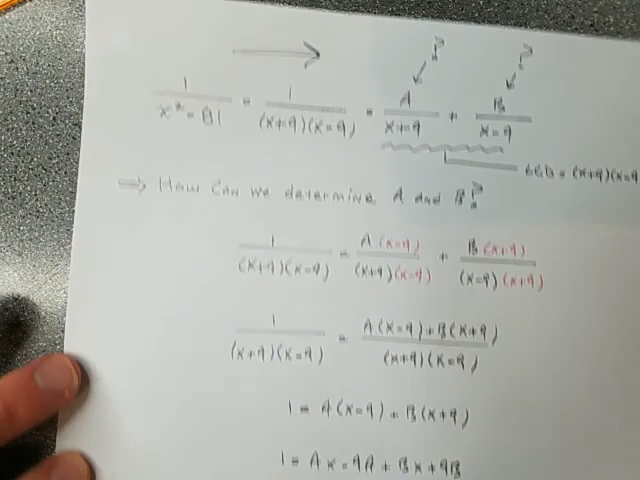 ? ?
1/(x² - 81) = 1/((x+9)(x-9)) = A/(x+9) + B/(x-9)
LCD = (x+9)(x-9
⇒ How can we determine A and B?
1/((x+9)(x-9)) = A(x-9)/((x+9)(x-9)) + B(x+9)/((x-9)(x+9))
1/((x+9)(x-9)) = (A(x-9)+B(x+9))/((x+9)(x-9))
1 = A(x-9) + B(x+9)
1 = Ax - 9A + Bx + 9B